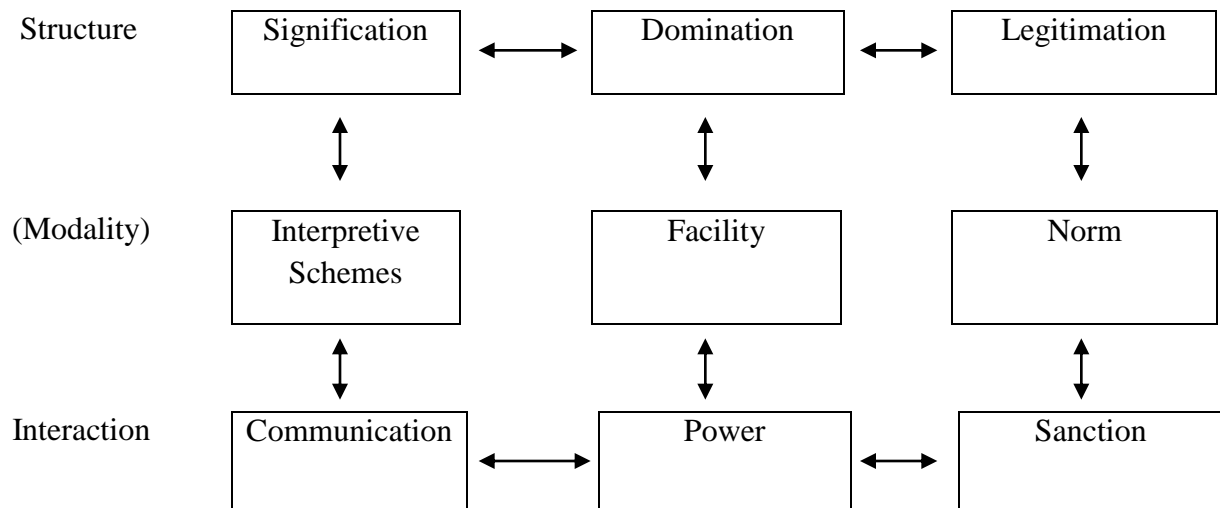 Structure Signification Domination Legitimation
(Modality) Interpretive Facility Norm
Schemes
Interaction Communication Power Sanction